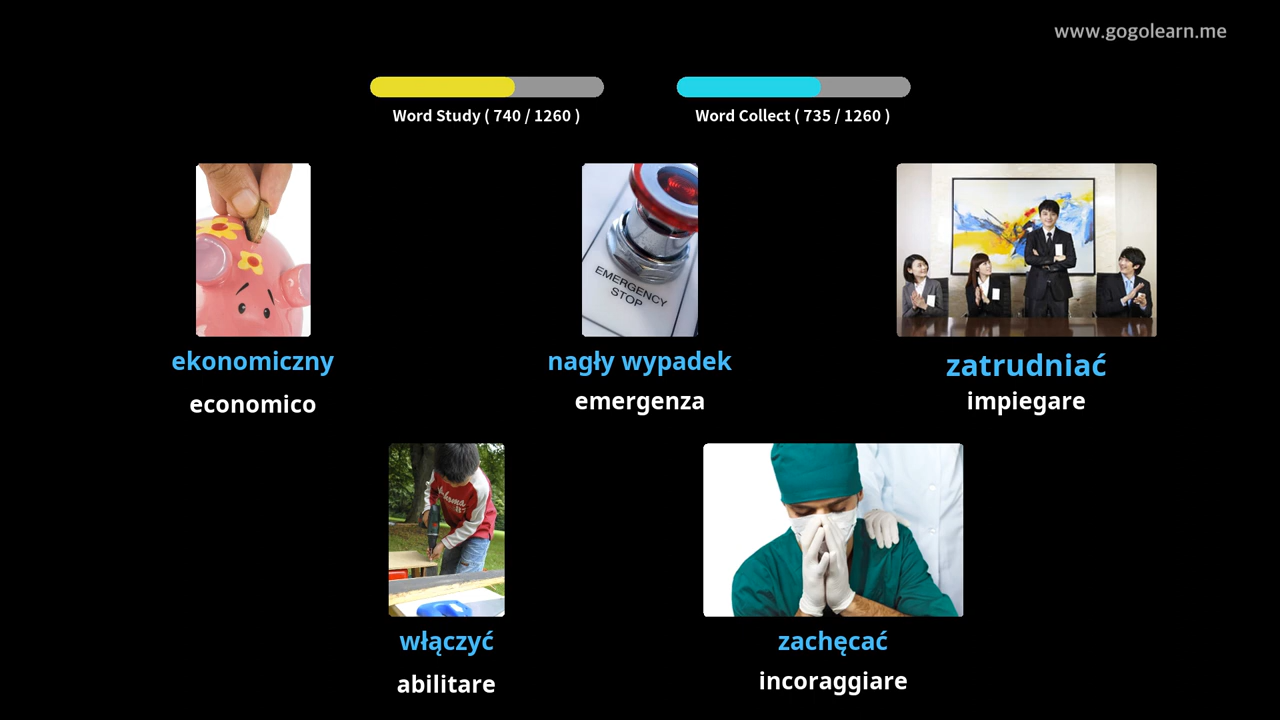 www.gogolearn.me
Word Study ( 740 / 1260 )
Word Collect ( 735 / 1260 )
EMERGENCY
STOP
ekonomiczny
nagły wypadek
zatrudniać
economico
emergenza
impiegare
włączyć
zachęcać
abilitare
incoraggiare